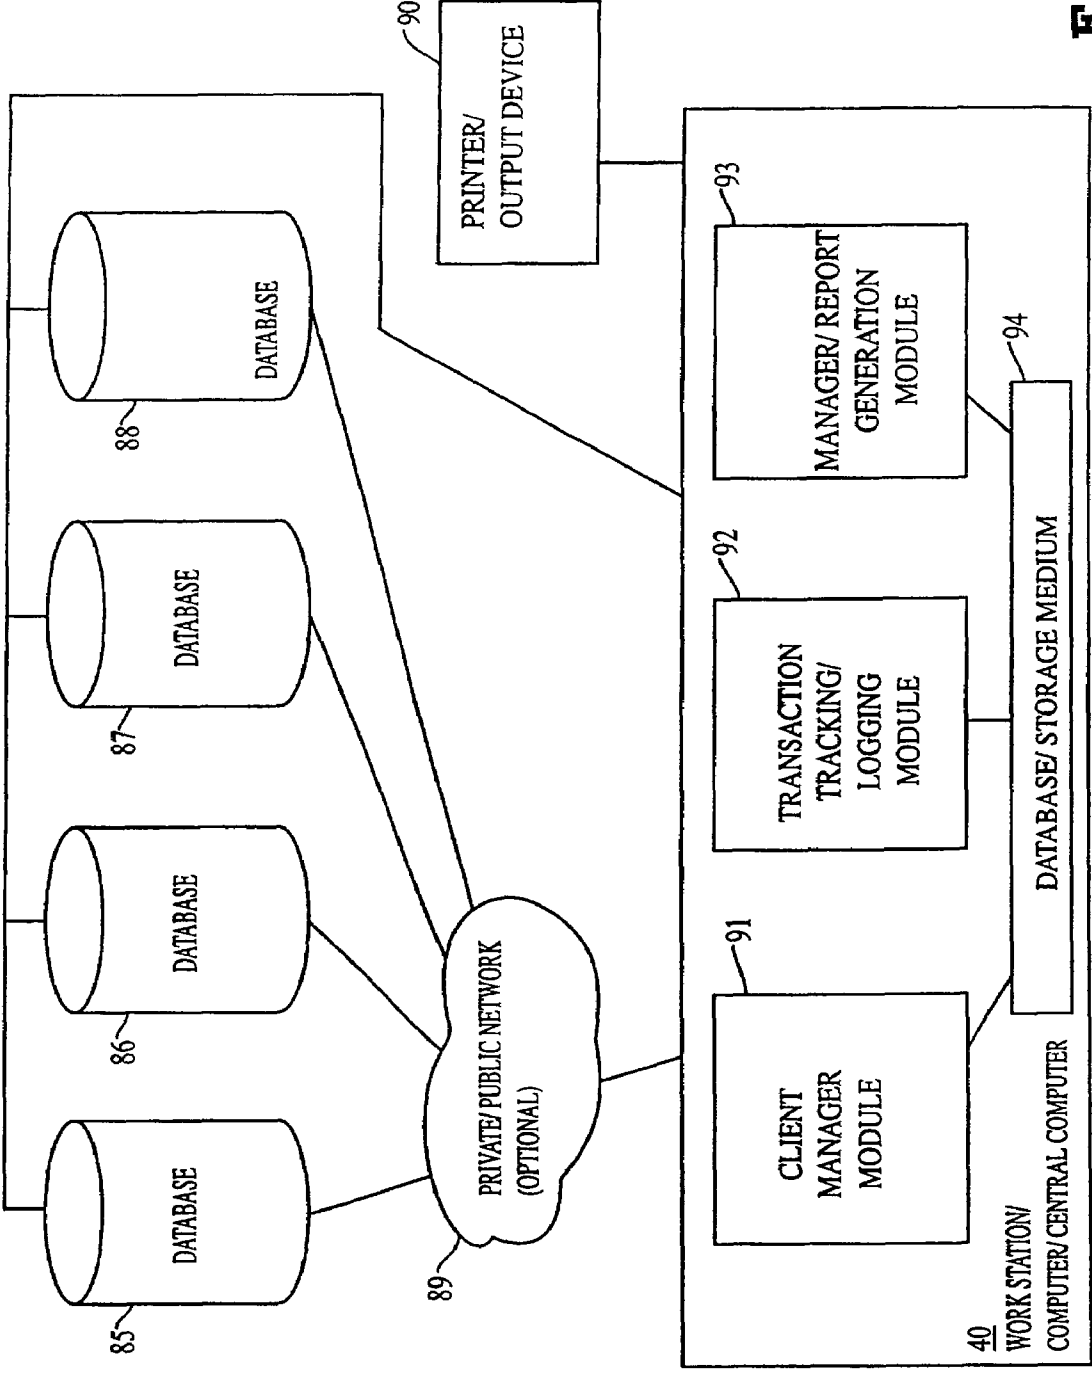 85
DATABASE
86
DATABASE
87
DATABASE
88
DATABASE
89
PRIVATE/ PUBLIC NETWORK
(OPTIONAL)
90
PRINTER/
OUTPUT DEVICE
91
CLIENT
MANAGER
MODULE
92
TRANSACTION
TRACKING/
LOGGING
MODULE
93
MANAGER/ REPORT
GENERATION
MODULE
94
DATABASE/ STORAGE MEDIUM
40
WORK STATION/
COMPUTER/ CENTRAL COMPUTER